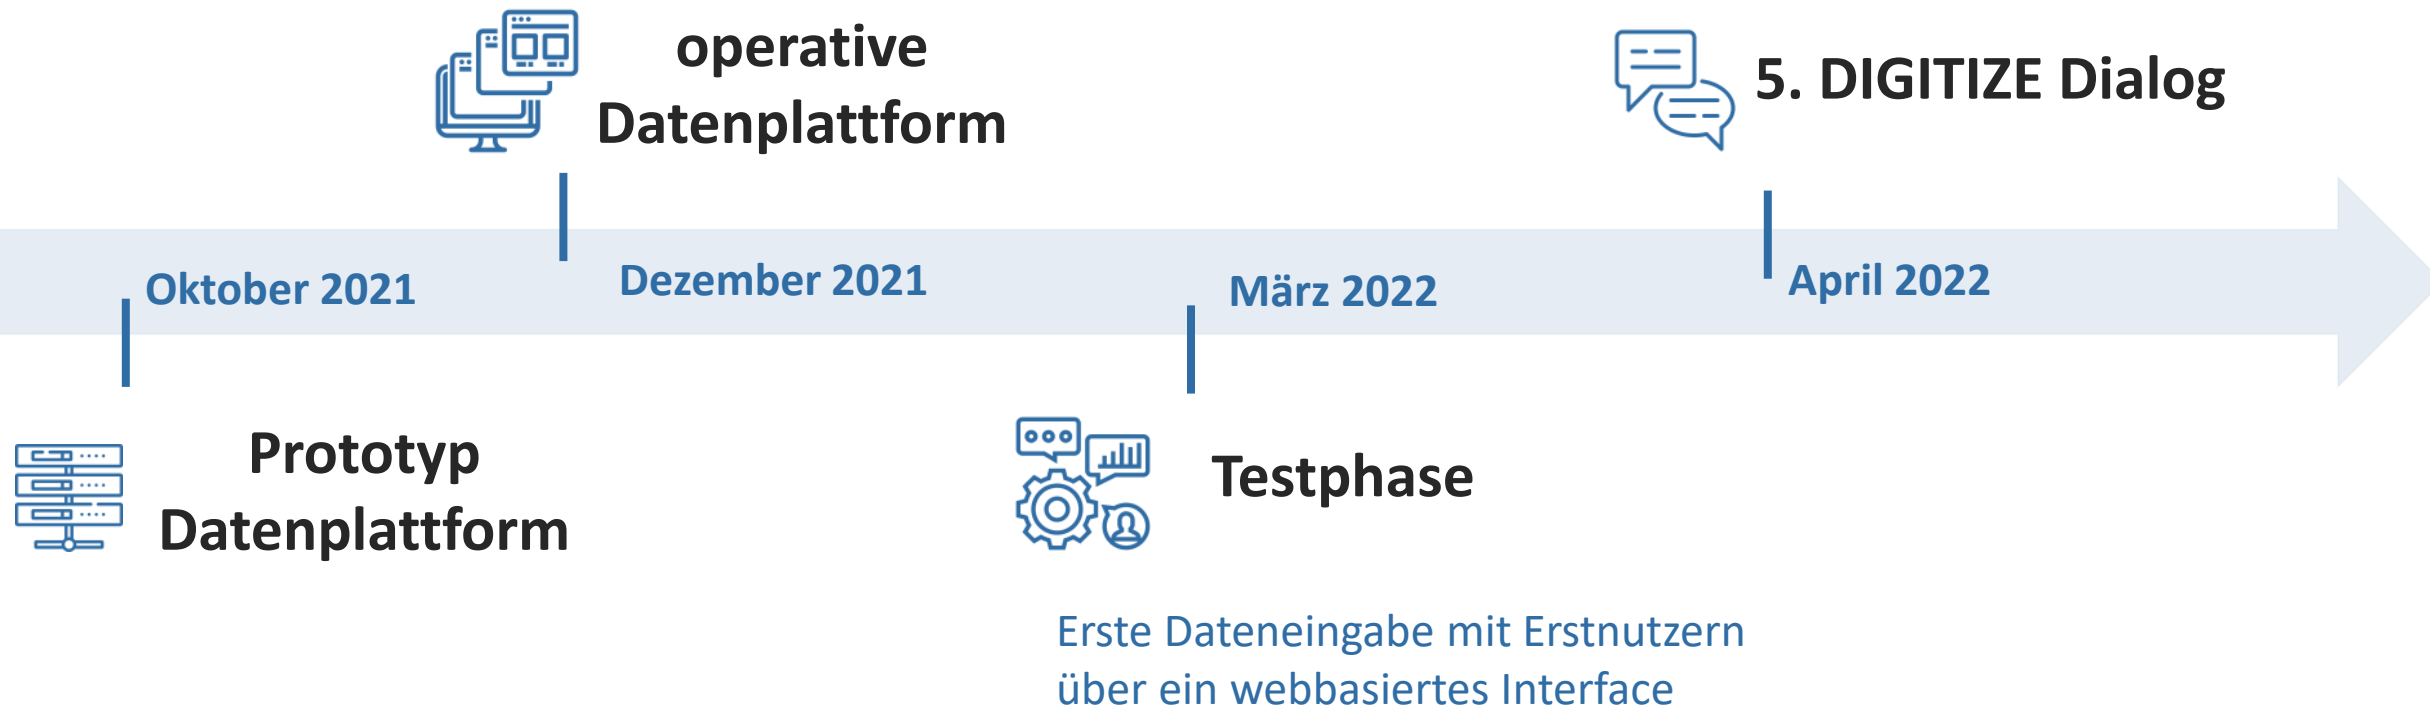 operative
Datenplattform
5. DIGITIZE Dialog
Oktober 2021
Dezember 2021
März 2022
April 2022
Prototyp
Datenplattform
Testphase
Erste Dateneingabe mit Erstnutzern
über ein webbasiertes Interface